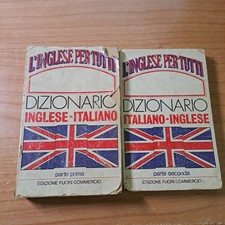 L'INGLESE PER TUTTI
DIZIONARIO
INGLESE-ITALIANO
parte prima
EDIZIONE FUORI COMMERCIO
L'INGLESE PER TUTTI
DIZIONARIO
ITALIANO-INGLESE
parte seconda
EDIZIONE FUORI COMMERCIO